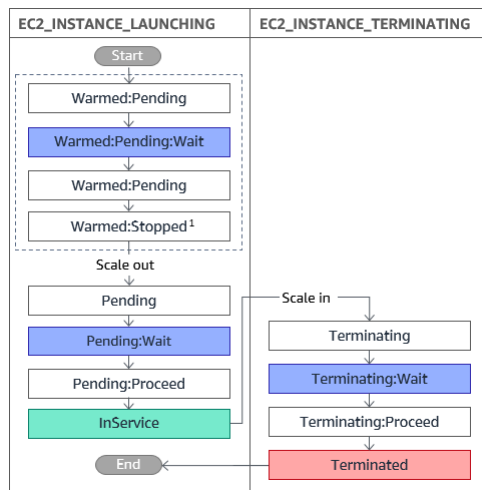 EC2_INSTANCE_LAUNCHING
EC2_INSTANCE_TERMINATING
Start
Warmed:Pending
Warmed:Pending:Wait
Warmed:Pending
Warmed:Stopped¹
Scale out
Pending
Pending:Wait
Pending:Proceed
InService
Scale in
Terminating
Terminating:Wait
Terminating:Proceed
Terminated
End